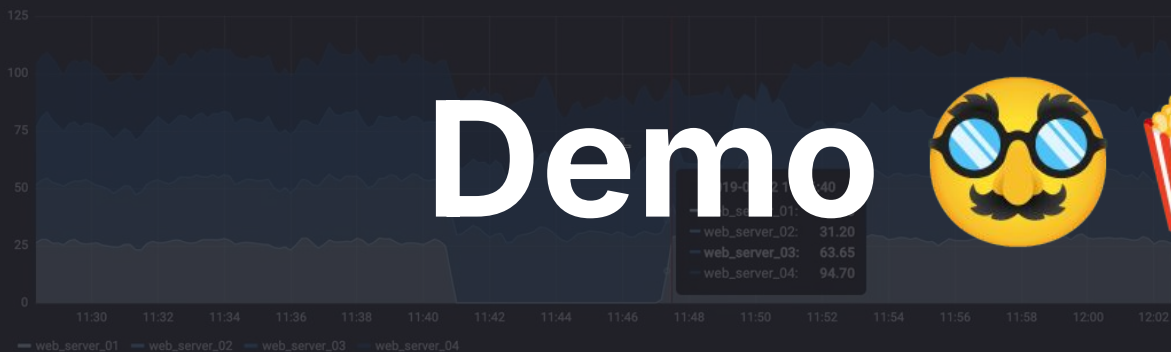 125
100
75
50
25
0
Demo
web_server_02: 31.20
web_server_03: 63.65
web_server_04: 94.70
11:30 11:32 11:34 11:36 11:38 11:40 11:42 11:44 11:46 11:48 11:50 11:52 11:54 11:56 11:58 12:00 12:02
web_server_01 web_server_02 web_server_03 web_server_04